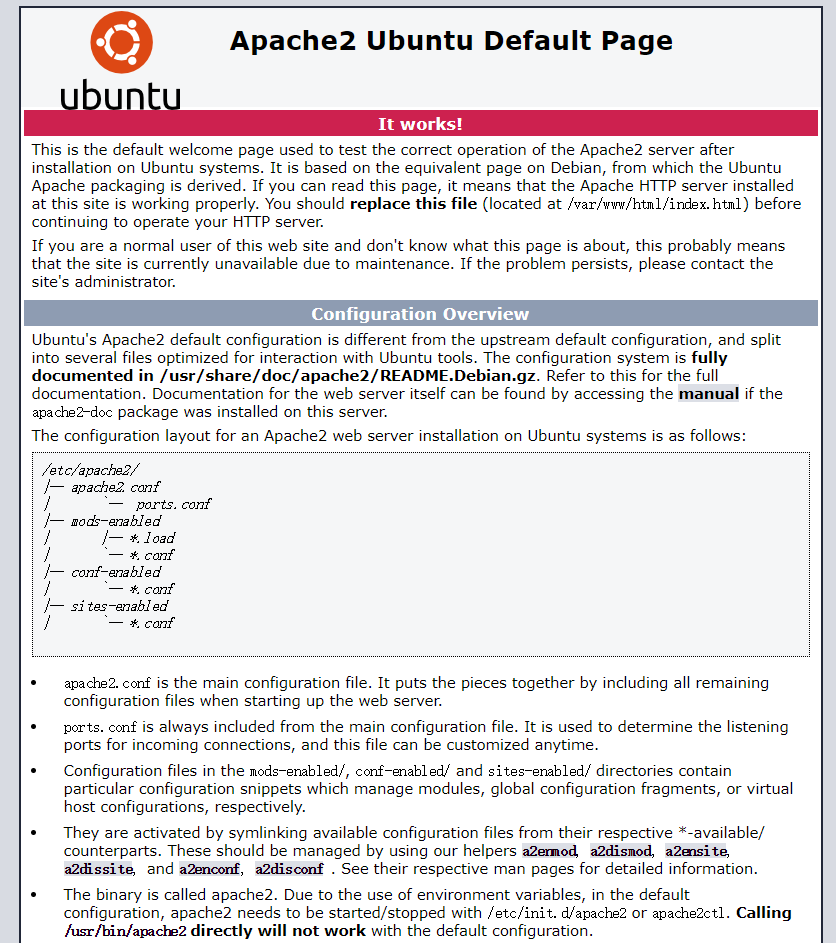 ubuntu
Apache2 Ubuntu Default Page
It works!
This is the default welcome page used to test the correct operation of the Apache2 server after
installation on Ubuntu systems. It is based on the equivalent page on Debian, from which the Ubuntu
Apache packaging is derived. If you can read this page, it means that the Apache HTTP server installed
at this site is working properly. You should replace this file (located at /var/www/html/index.html) before
continuing to operate your HTTP server.
If you are a normal user of this web site and don't know what this page is about, this probably means
that the site is currently unavailable due to maintenance. If the problem persists, please contact the
site's administrator.
Configuration Overview
Ubuntu's Apache2 default configuration is different from the upstream default configuration, and split
into several files optimized for interaction with Ubuntu tools. The configuration system is fully
documented in /usr/share/doc/apache2/README.Debian.gz. Refer to this for the full
documentation. Documentation for the web server itself can be found by accessing the manual if the
apache2-doc package was installed on this server.
The configuration layout for an Apache2 web server installation on Ubuntu systems is as follows:
/etc/apache2/
|-- apache2.conf
|       `--  ports.conf
|-- mods-enabled
|       |-- *.load
|       `-- *.conf
|-- conf-enabled
|       `-- *.conf
|-- sites-enabled
|       `-- *.conf
• apache2.conf is the main configuration file. It puts the pieces together by including all remaining
configuration files when starting up the web server.
• ports.conf is always included from the main configuration file. It is used to determine the listening
ports for incoming connections, and this file can be customized anytime.
• Configuration files in the mods-enabled/, conf-enabled/ and sites-enabled/ directories contain
particular configuration snippets which manage modules, global configuration fragments, or virtual
host configurations, respectively.
• They are activated by symlinking available configuration files from their respective *-available/
counterparts. These should be managed by using our helpers a2enmod, a2dismod, a2ensite,
a2dissite, and a2enconf, a2disconf . See their respective man pages for detailed information.
• The binary is called apache2. Due to the use of environment variables, in the default
configuration, apache2 needs to be started/stopped with /etc/init.d/apache2 or apache2ctl. Calling
/usr/bin/apache2 directly will not work with the default configuration.